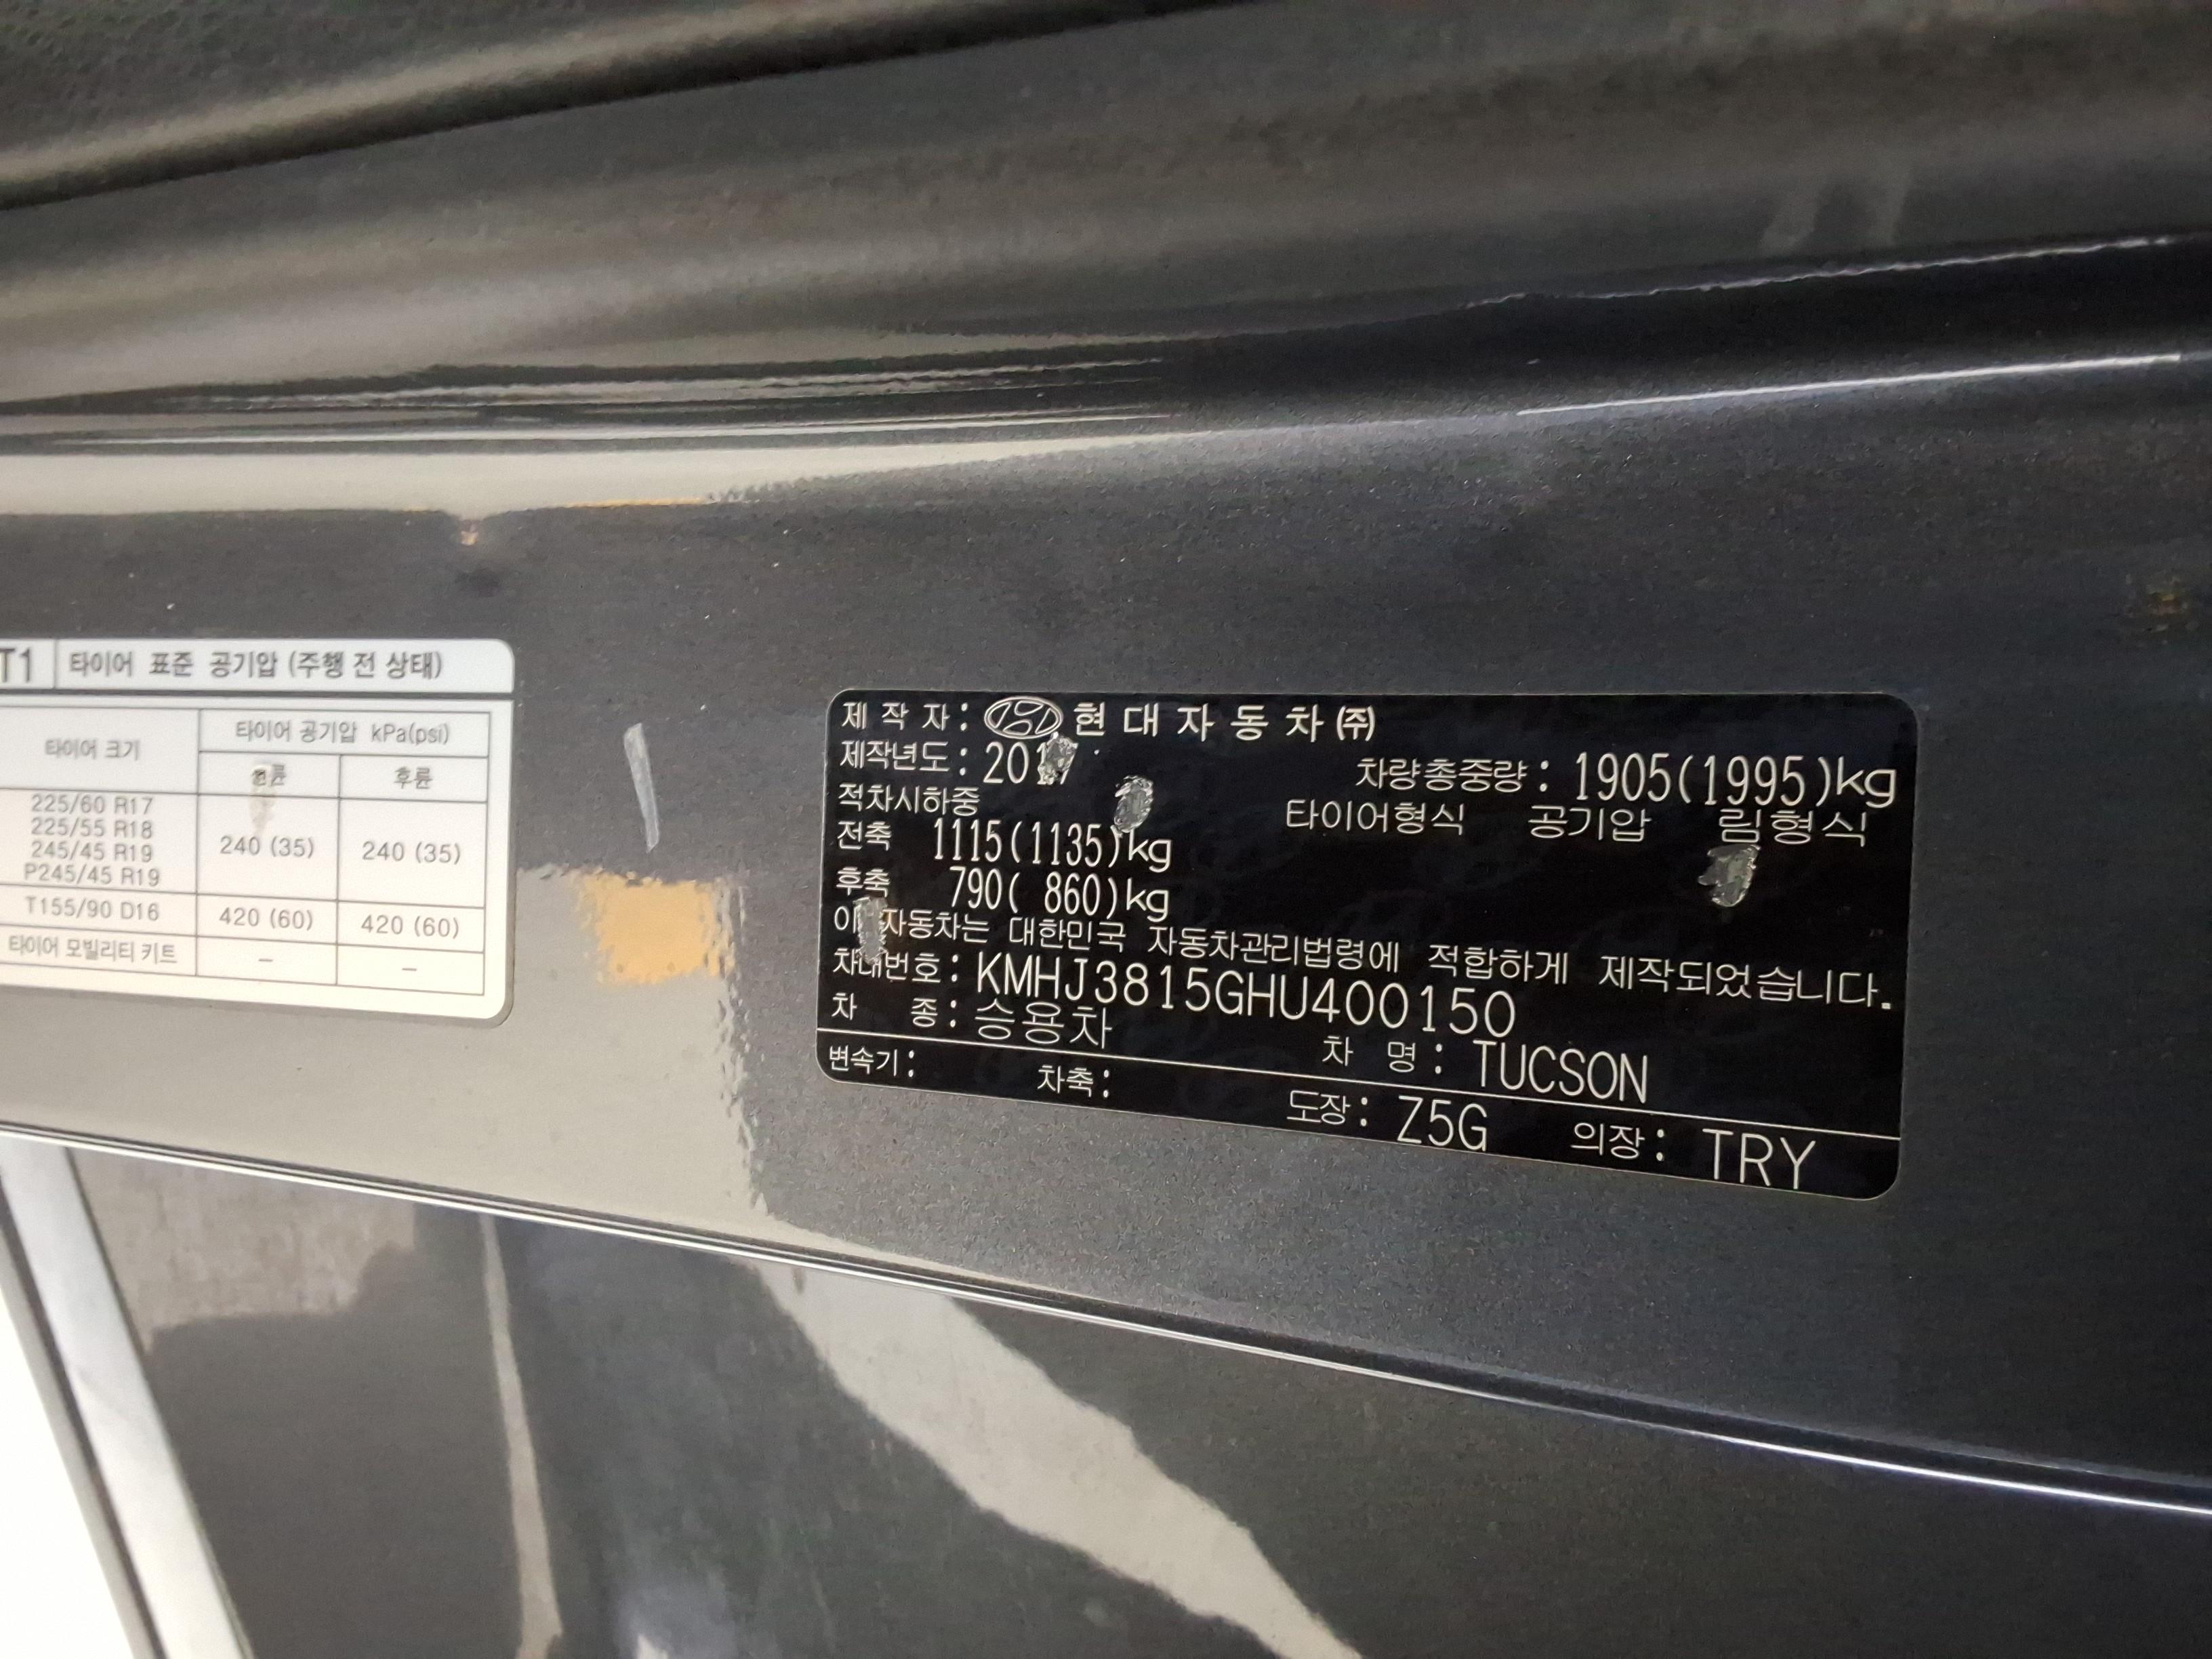 T1 타이어 표준 공기압 (주행 전 상태)
타이어 크기 타이어 공기압 kPa(psi)
후륜
225/60 R17
225/55 R18
245/45 R19
P245/45 R19
240 (35) 240 (35)
T155/90 D16 420 (60) 420 (60)
타이어 모빌리티 키트 – –
제 작 자 : 현 대 자 동 차 ㈜
제작년도 :
차량총중량 : 1905(1995)kg
적차시하중
타이어형식 공기압 림형식
전축 1115(1135)kg
후축 790( 860)kg
이 자동차는 대한민국 자동차관리법령에 적합하게 제작되었습니다.
차대번호 : KMHJ3815GHU400150
차 종 : 승용차 차 명 : TUCSON
변속기 : 차축 : 도장 : Z5G 의장 : TRY